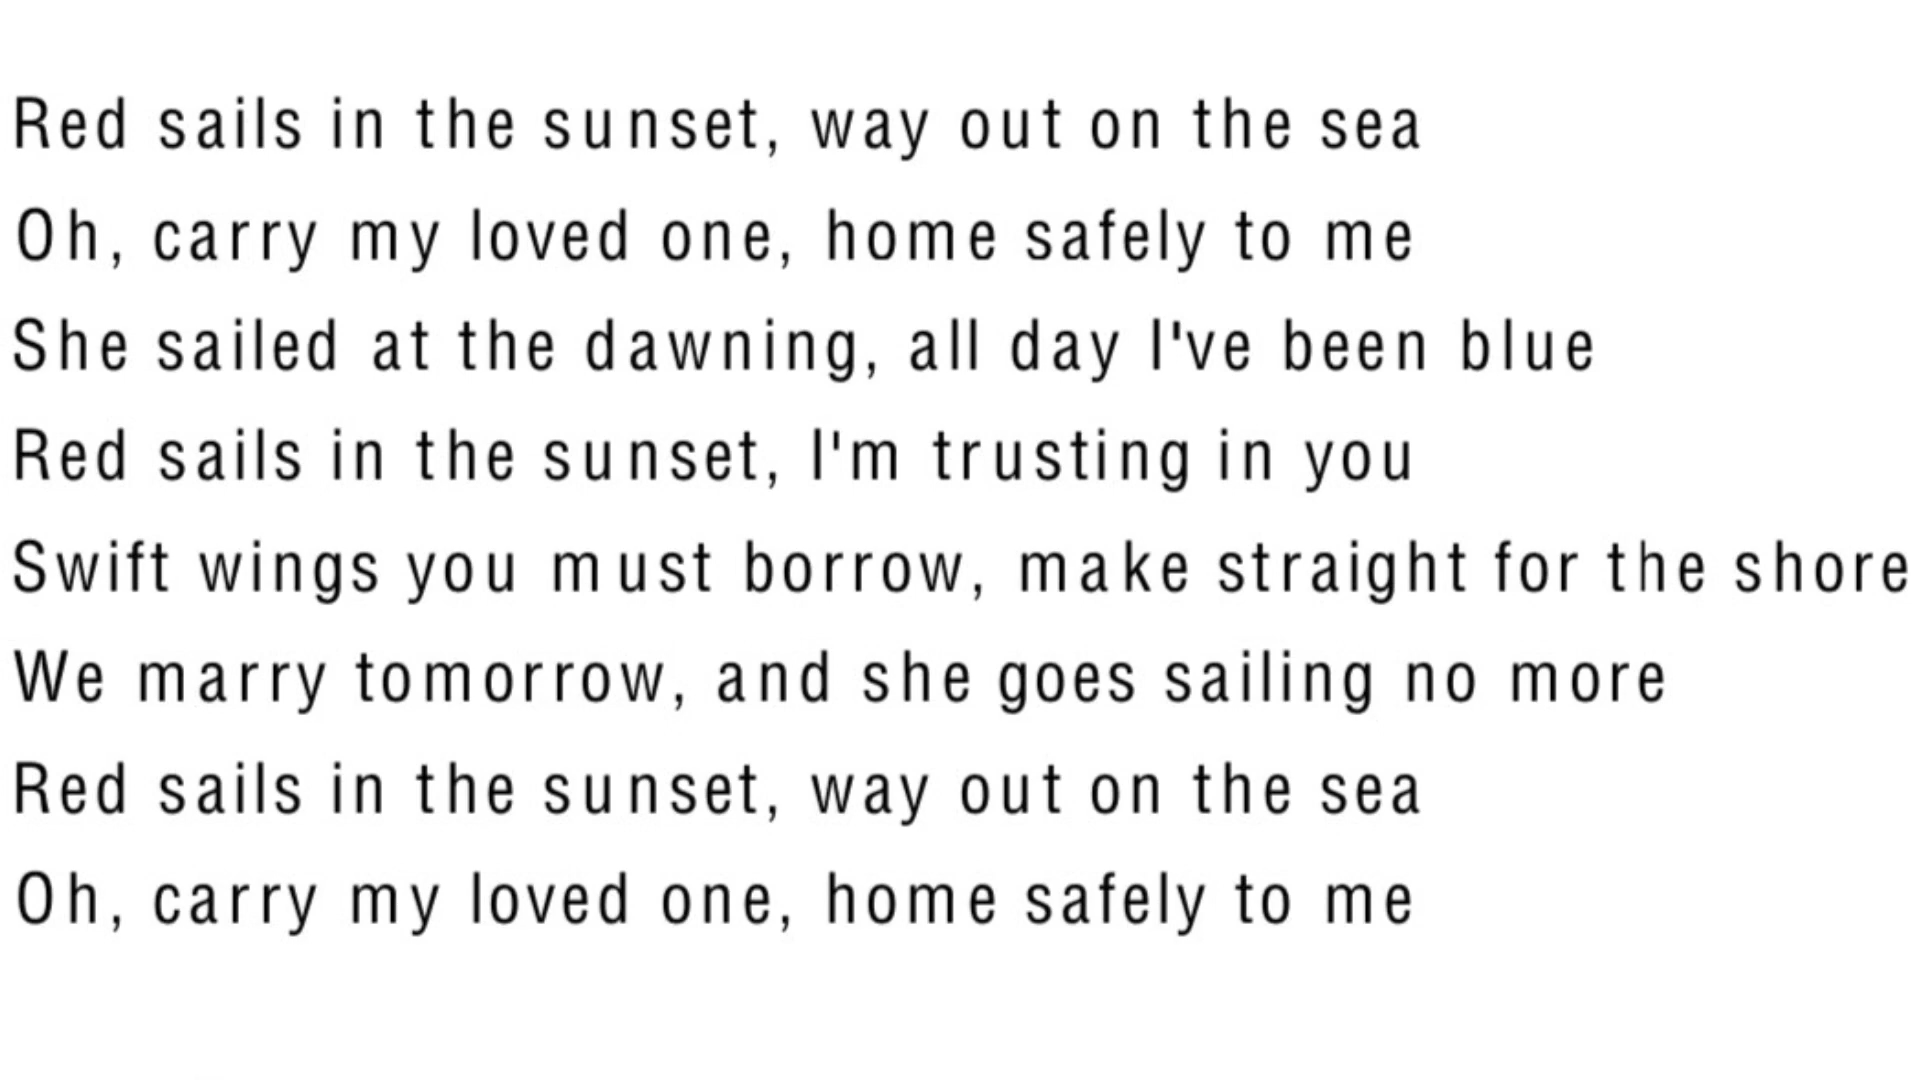 Red sails in the sunset, way out on the sea
Oh, carry my loved one, home safely to me
She sailed at the dawning, all day I've been blue
Red sails in the sunset, I'm trusting in you
Swift wings you must borrow, make straight for the shore
We marry tomorrow, and she goes sailing no more
Red sails in the sunset, way out on the sea
Oh, carry my loved one, home safely to me